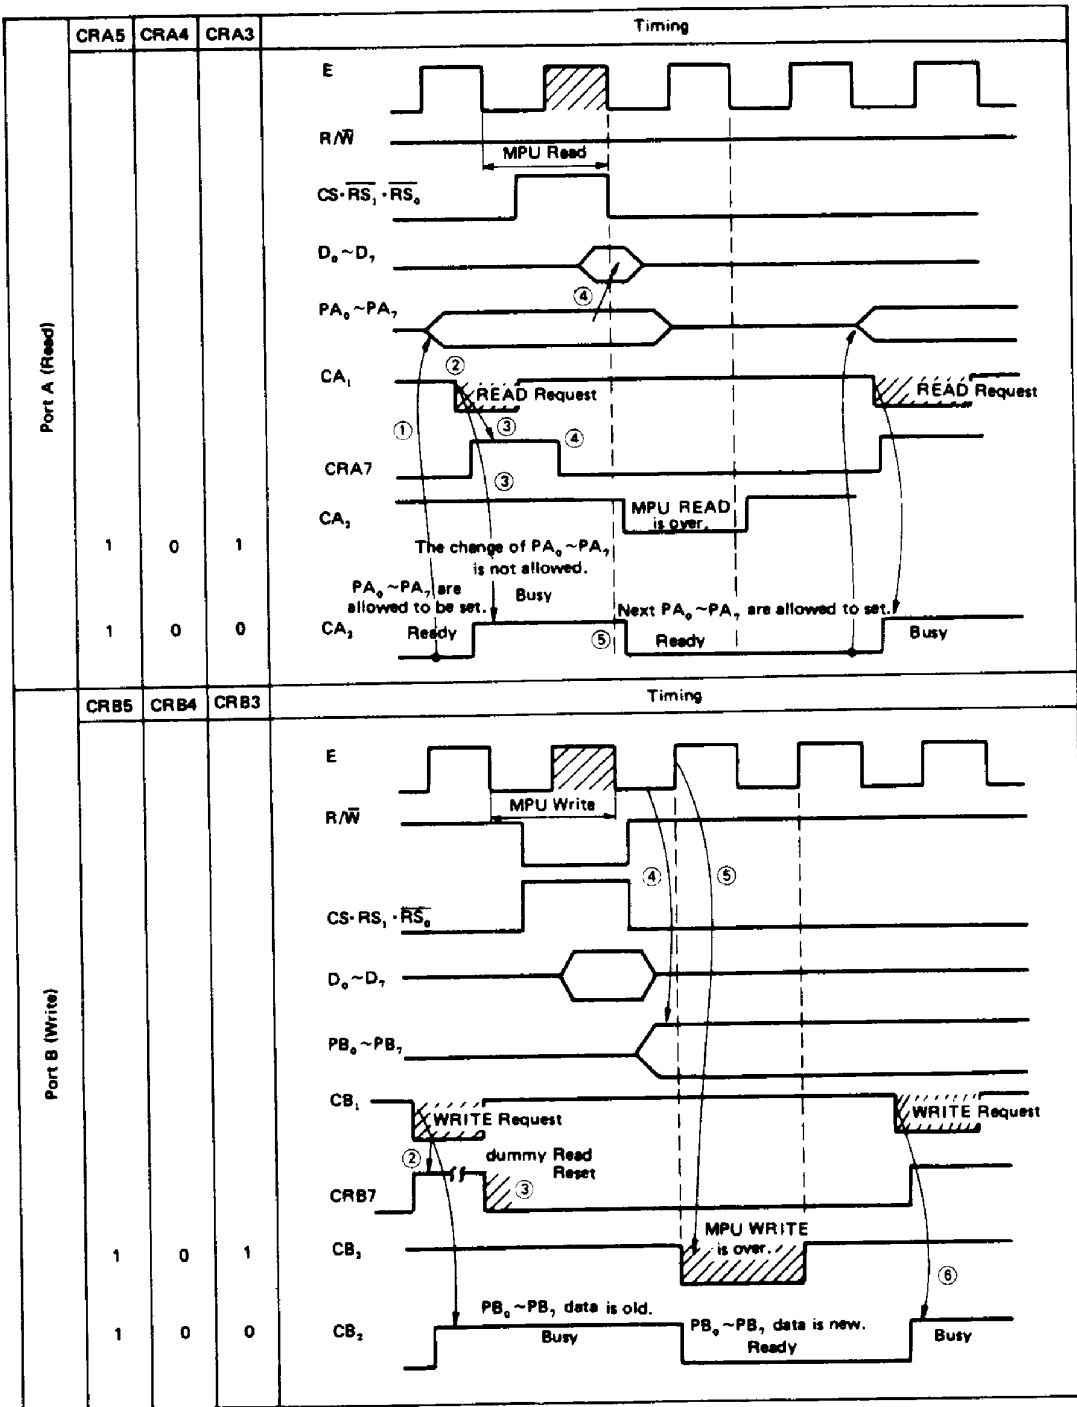 CRA5 CRA4 CRA3 Timing
Port A (Read)
E
R/W̅
MPU Read
CS·R̅S̅₁·R̅S̅₀
D₀~D₇
④
PA₀~PA₇
②
CA₁ READ Request READ Request
① ③ ④
CRA7
③
CA₂ MPU READ
is over.
1 0 1
The change of PA₀~PA₇
is not allowed.
PA₀~PA₇ are
allowed to be set.
Busy
Next PA₀~PA₇ are allowed to set.
1 0 0 CA₂ Ready ⑤ Ready Busy
CRB5 CRB4 CRB3 Timing
Port B (Write)
E
MPU Write
R/W̅
④ ⑤
CS·RS₁·R̅S̅₀
D₀~D₇
PB₀~PB₇
CB₁ WRITE Request WRITE Request
② dummy Read
Reset
CRB7 ③
MPU WRITE
is over.
1 0 1 CB₂
⑥
PB₀~PB₇ data is old.
PB₀~PB₇ data is new.
1 0 0 CB₂ Busy Ready Busy